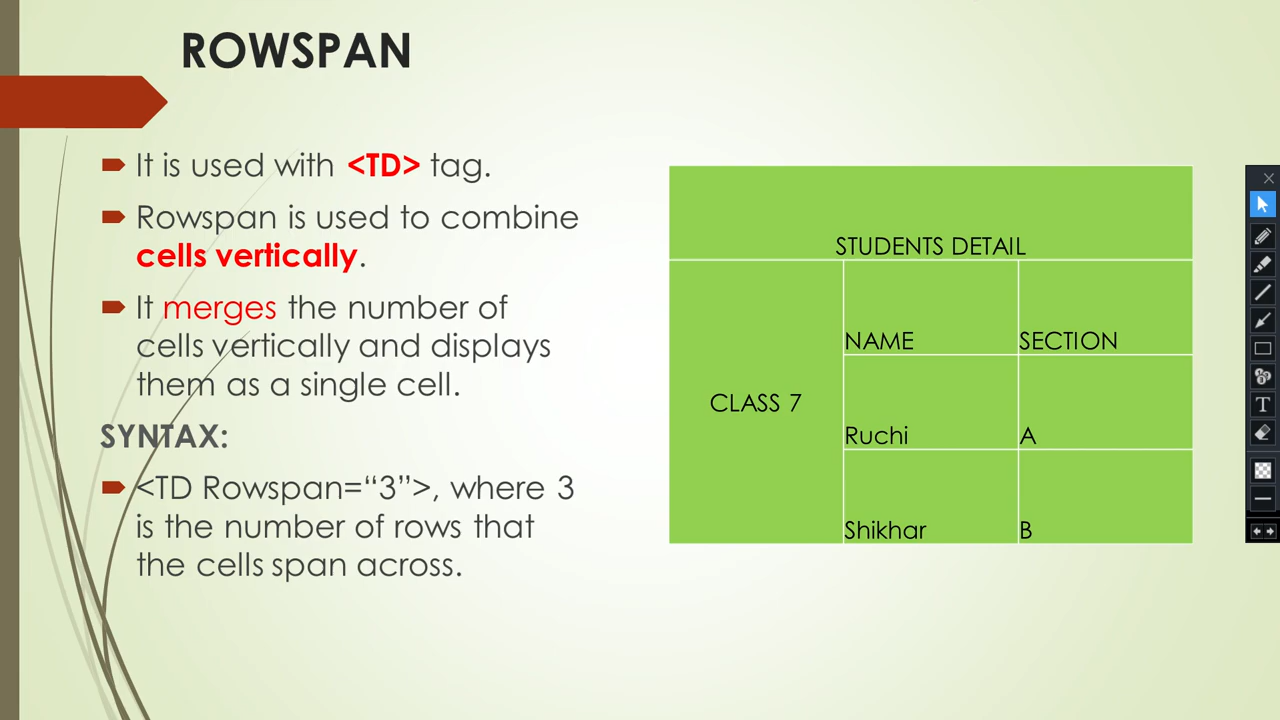 ROWSPAN
It is used with <TD> tag.
Rowspan is used to combine
cells vertically.
It merges the number of
cells vertically and displays
them as a single cell.
SYNTAX:
<TD Rowspan=“3”>, where 3
is the number of rows that
the cells span across.
STUDENTS DETAIL
NAME SECTION
CLASS 7
Ruchi A
Shikhar B